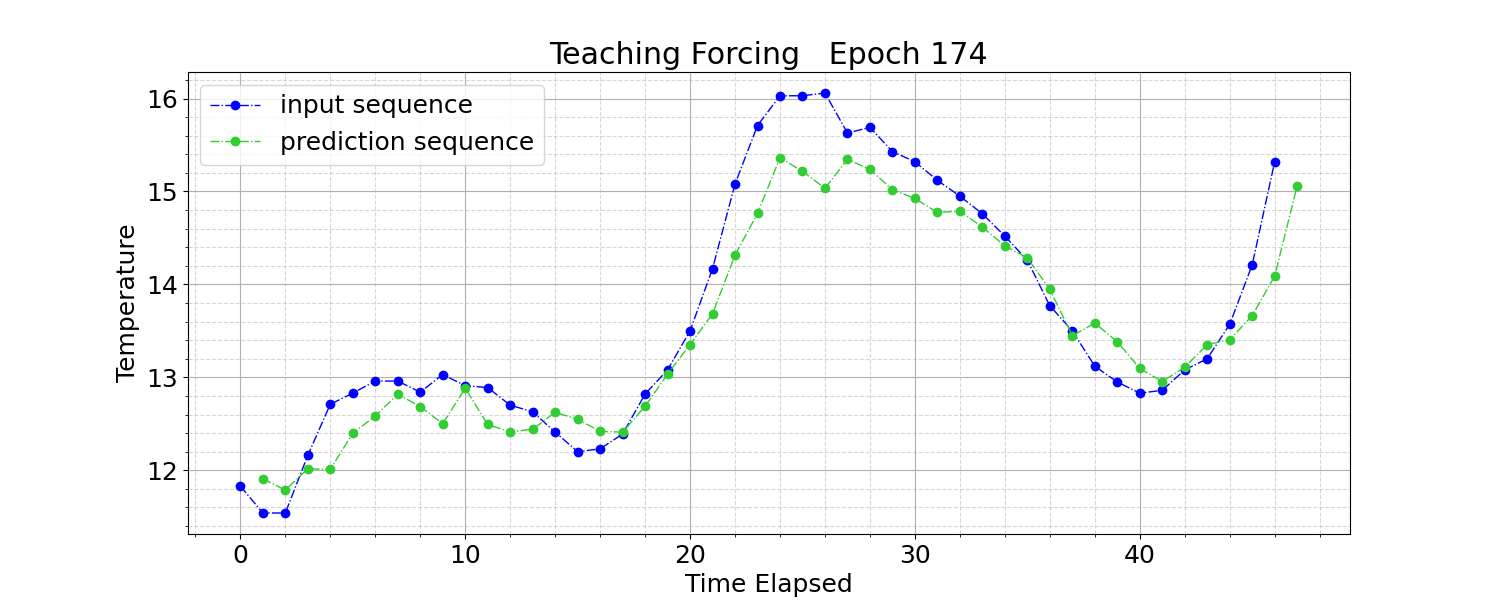 Teaching Forcing   Epoch 174
input sequence
prediction sequence
16
15
14
13
12
Temperature
0 10 20 30 40
Time Elapsed